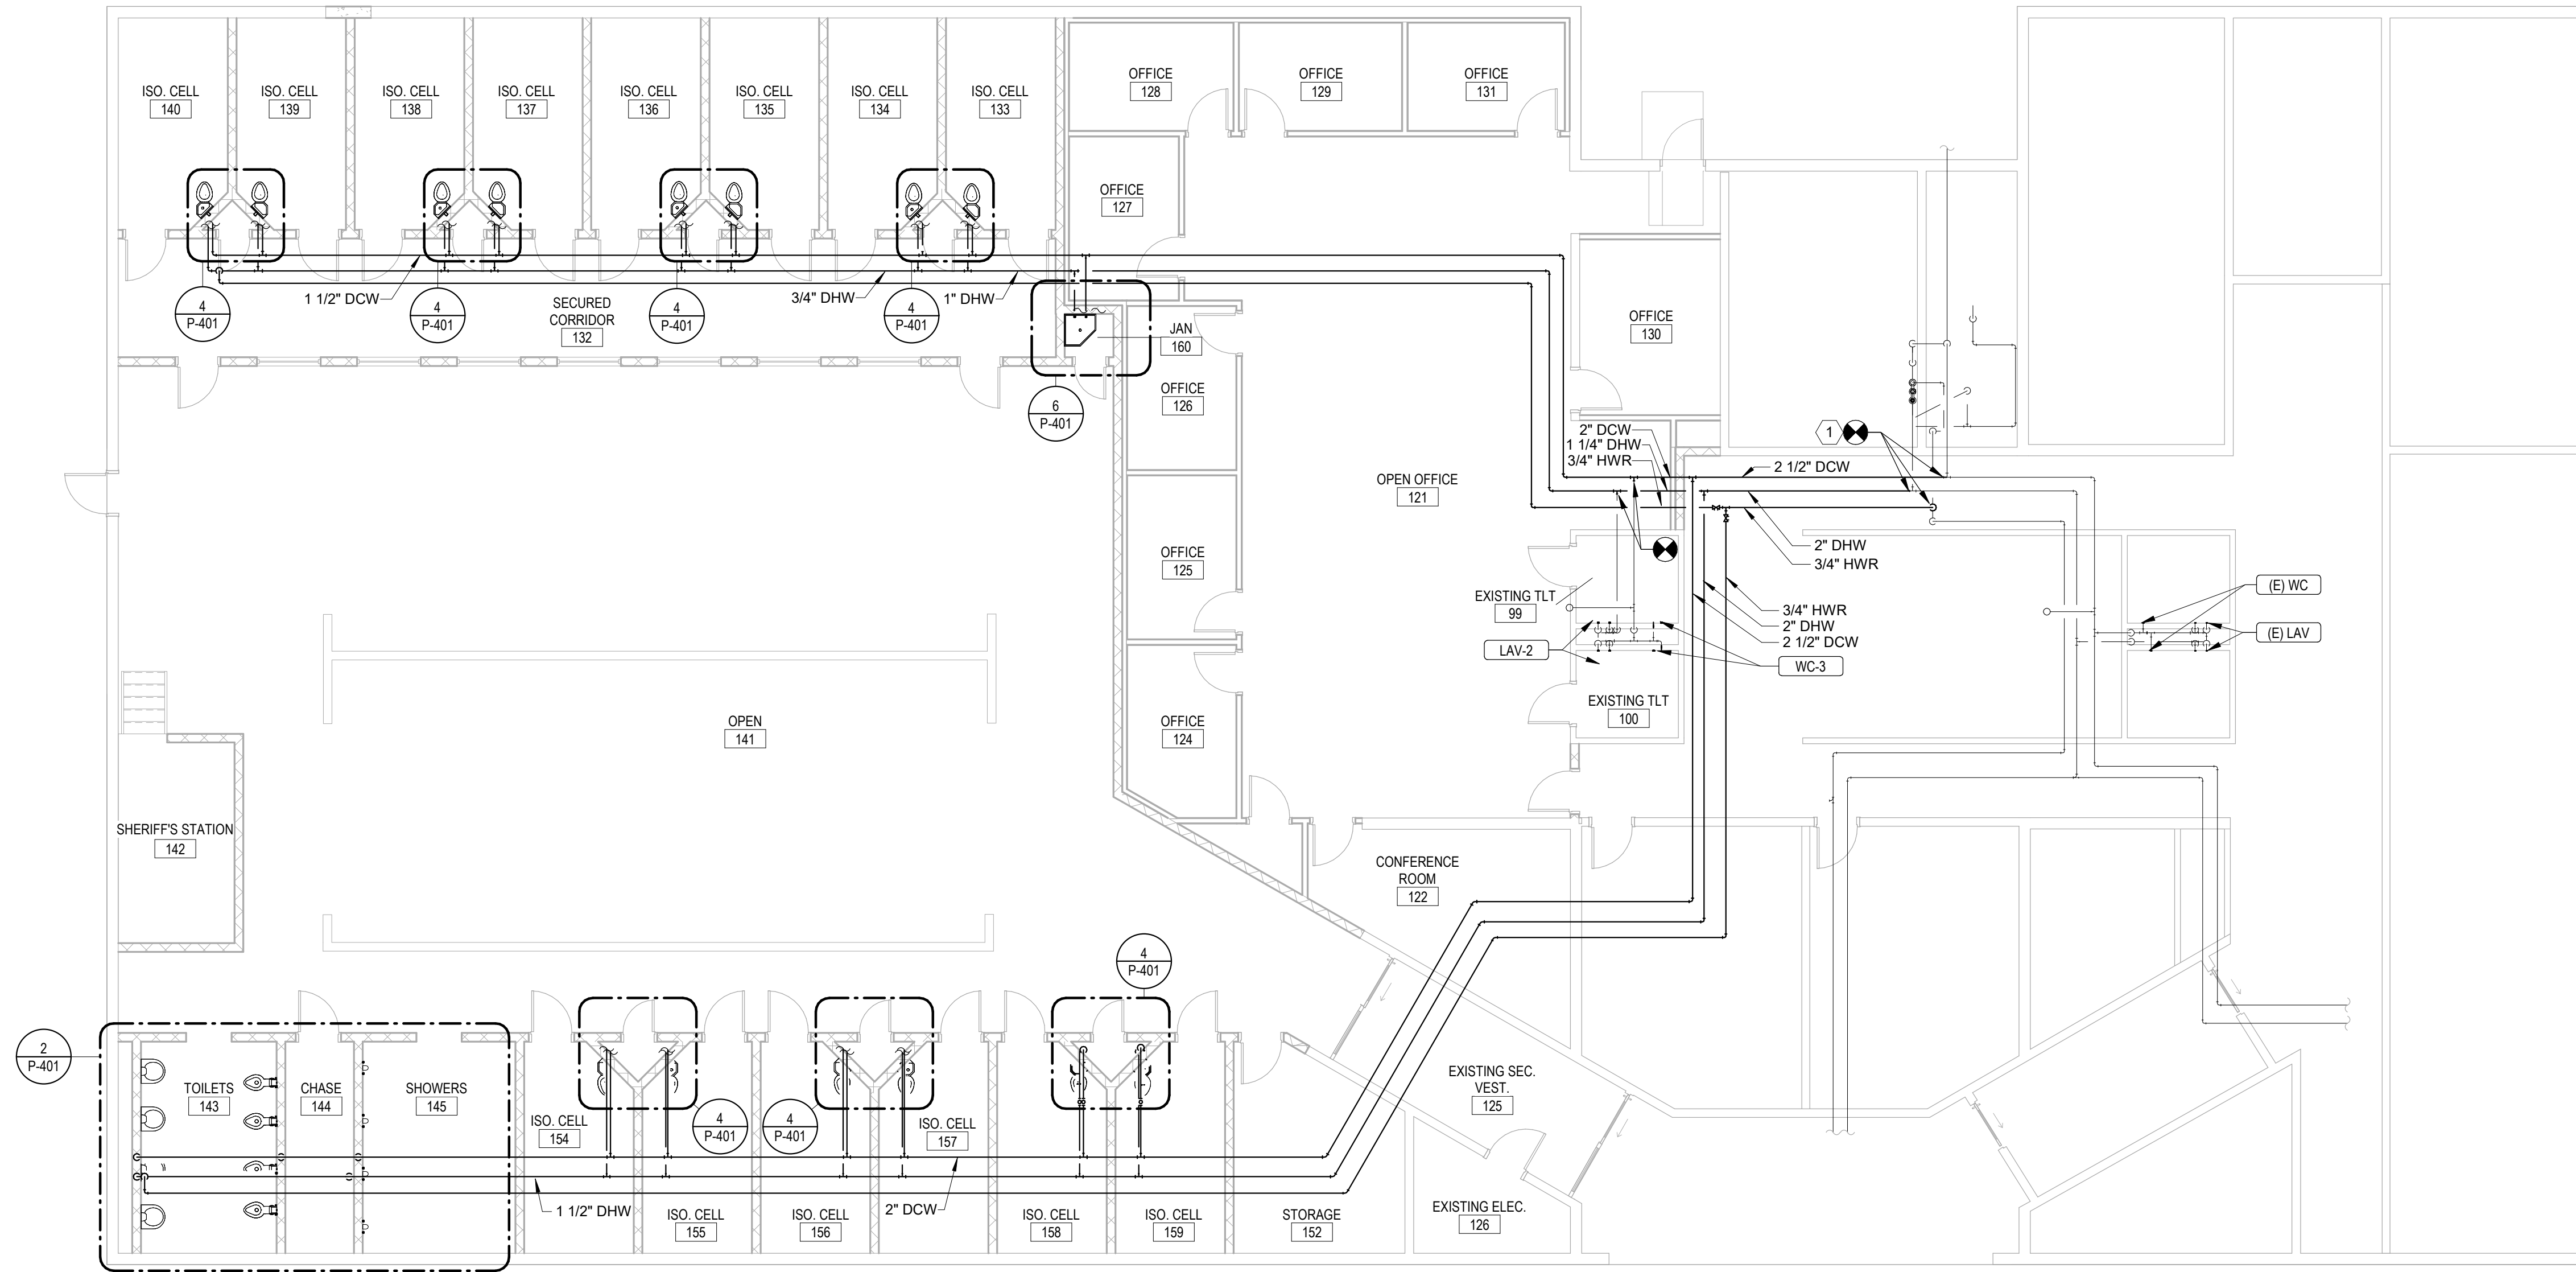 ISO. CELL
140
ISO. CELL
139
ISO. CELL
138
ISO. CELL
137
ISO. CELL
136
ISO. CELL
135
ISO. CELL
134
ISO. CELL
133
OFFICE
128
OFFICE
129
OFFICE
131
OFFICE
127
4
P-401
1 1/2" DCW
4
P-401
SECURED
CORRIDOR
132
4
P-401
3/4" DHW
4
P-401
1" DHW
JAN
160
OFFICE
130
6
P-401
OFFICE
126
2" DCW
1 1/4" DHW
3/4" HWR
1
2 1/2" DCW
OPEN OFFICE
121
2" DHW
3/4" HWR
OFFICE
125
EXISTING TLT
99
3/4" HWR
2" DHW
2 1/2" DCW
(E) WC
(E) LAV
LAV-2
WC-3
EXISTING TLT
100
OPEN
141
OFFICE
124
SHERIFF'S STATION
142
CONFERENCE
ROOM
122
4
P-401
2
P-401
TOILETS
143
CHASE
144
SHOWERS
145
ISO. CELL
154
4
P-401
4
P-401
ISO. CELL
157
EXISTING SEC.
VEST.
125
1 1/2" DHW
ISO. CELL
155
ISO. CELL
156
2" DCW
ISO. CELL
158
ISO. CELL
159
STORAGE
152
EXISTING ELEC.
126